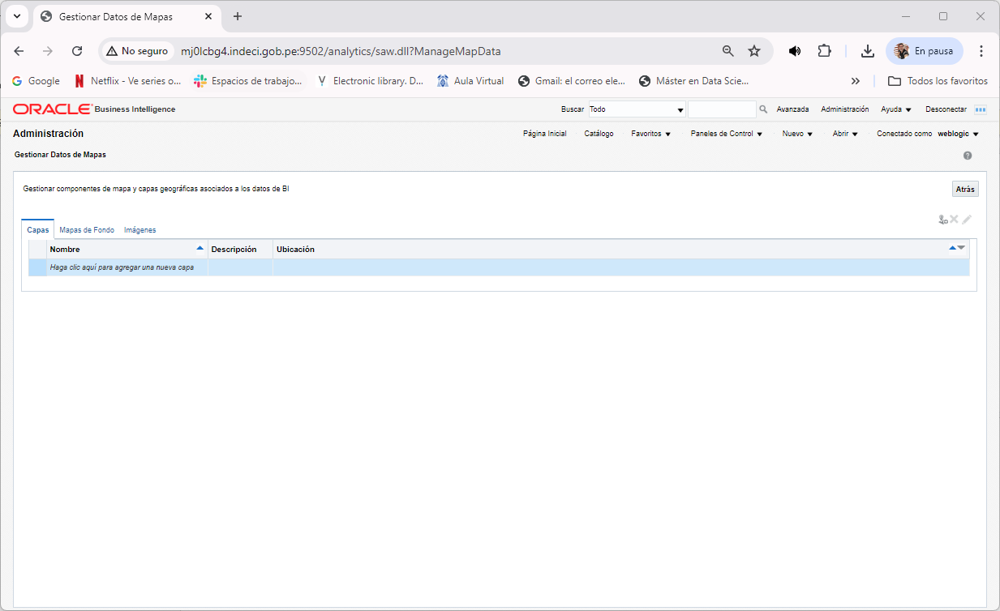 Gestionar Datos de Mapas
No seguro mj0lcbg4.indeci.gob.pe:9502/analytics/saw.dll?ManageMapData En pausa
Google Netflix - Ve series o... Espacios de trabajo... Electronic library. D... Aula Virtual Gmail: el correo ele... Máster en Data Scie... Todos los favoritos
ORACLE Business Intelligence Buscar Todo Avanzada Administración Ayuda Desconectar
Administración Página Inicial Catálogo Favoritos Paneles de Control Nuevo Abrir Conectado como weblogic
Gestionar Datos de Mapas
Gestionar componentes de mapa y capas geográficas asociados a los datos de BI Atrás
Capas Mapas de Fondo Imágenes
Nombre Descripción Ubicación
Haga clic aquí para agregar una nueva capa